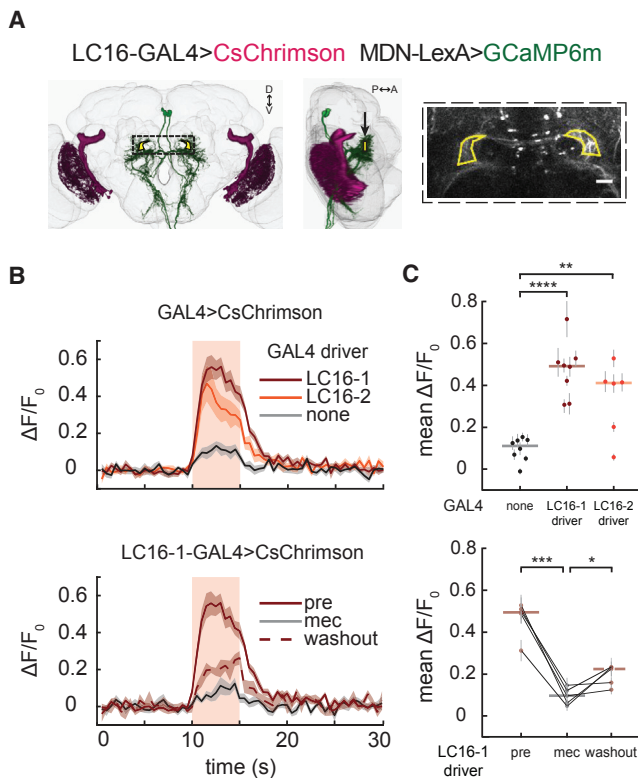 A
LC16-GAL4>CsChrimson MDN-LexA>GCaMP6m
D
V
P↔A
B
GAL4>CsChrimson
ΔF/F0
0.6
0.4
0.2
0
GAL4 driver
LC16-1
LC16-2
none
LC16-1-GAL4>CsChrimson
ΔF/F0
0.6
0.4
0.2
0
pre
mec
washout
0 10 20 30
time (s)
C
**
****
mean ΔF/F0
0.8
0.6
0.4
0.2
0
GAL4 none LC16-1 driver LC16-2 driver
*** *
mean ΔF/F0
0.6
0.4
0.2
0
LC16-1 driver pre mec washout